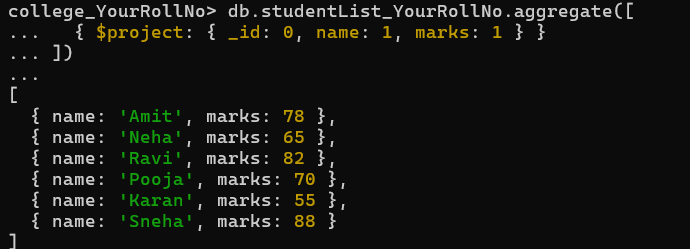 college_YourRollNo> db.studentList_YourRollNo.aggregate([
...   { $project: { _id: 0, name: 1, marks: 1 } }
... ])
...
[
  { name: 'Amit', marks: 78 },
  { name: 'Neha', marks: 65 },
  { name: 'Ravi', marks: 82 },
  { name: 'Pooja', marks: 70 },
  { name: 'Karan', marks: 55 },
  { name: 'Sneha', marks: 88 }
]